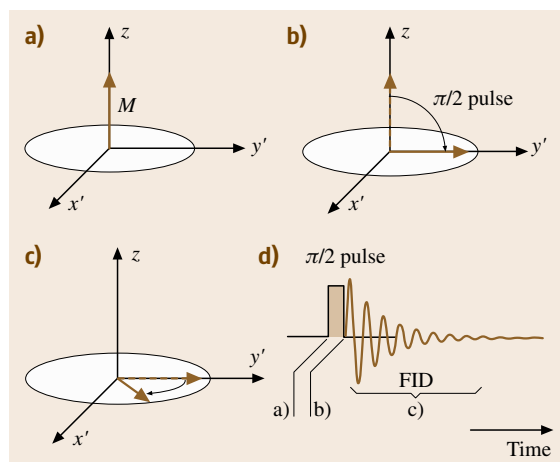 a)
z
M
y′
x′
b)
z
π/2 pulse
y′
x′
c)
z
y′
x′
d)
π/2 pulse
FID
a) b) c)
Time